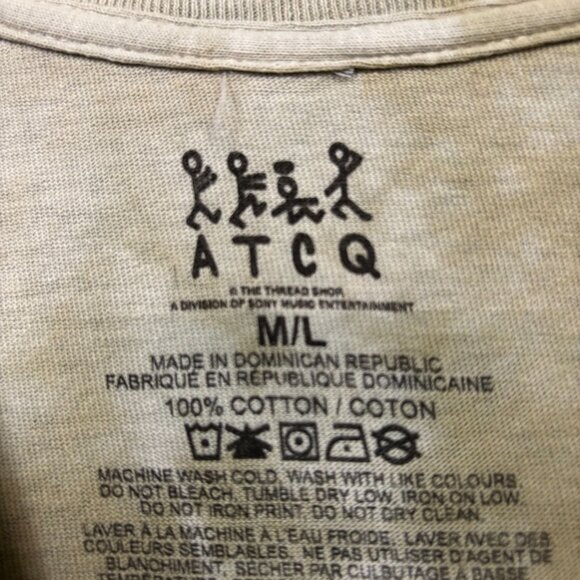 ATCQ
© THE THREAD SHOP
A DIVISION OF SONY MUSIC ENTERTAINMENT
M/L
MADE IN DOMINICAN REPUBLIC
FABRIQUÉ EN RÉPUBLIQUE DOMINICAINE
100% COTTON / COTON
MACHINE WASH COLD, WASH WITH LIKE COLOURS.
DO NOT BLEACH, TUMBLE DRY LOW, IRON ON LOW.
DO NOT IRON PRINT. DO NOT DRY CLEAN.
LAVER À LA MACHINE À L'EAU FROIDE. LAVER AVEC DES
COULEURS SEMBLABLES. NE PAS UTILISER D'AGENT DE
BLANCHIMENT, SÉCHER PAR CULBUTAGE À BASSE